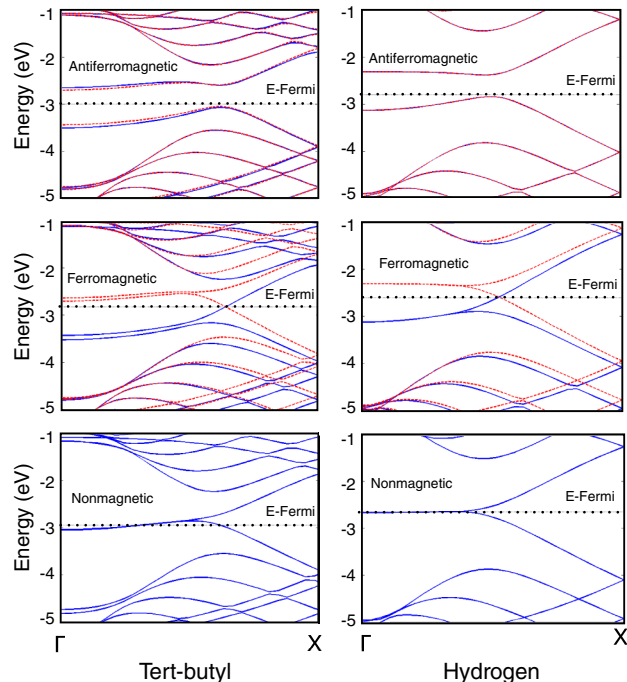 Energy (eV)
-1
-2
-3
-4
-5
Antiferromagnetic
E-Fermi
-1
-2
-3
-4
-5
Antiferromagnetic
E-Fermi
Energy (eV)
-1
-2
-3
-4
-5
Ferromagnetic
E-Fermi
-1
-2
-3
-4
-5
Ferromagnetic
E-Fermi
Energy (eV)
-1
-2
-3
-4
-5
Nonmagnetic
E-Fermi
-1
-2
-3
-4
-5
Nonmagnetic
E-Fermi
Γ X Γ X
Tert-butyl Hydrogen